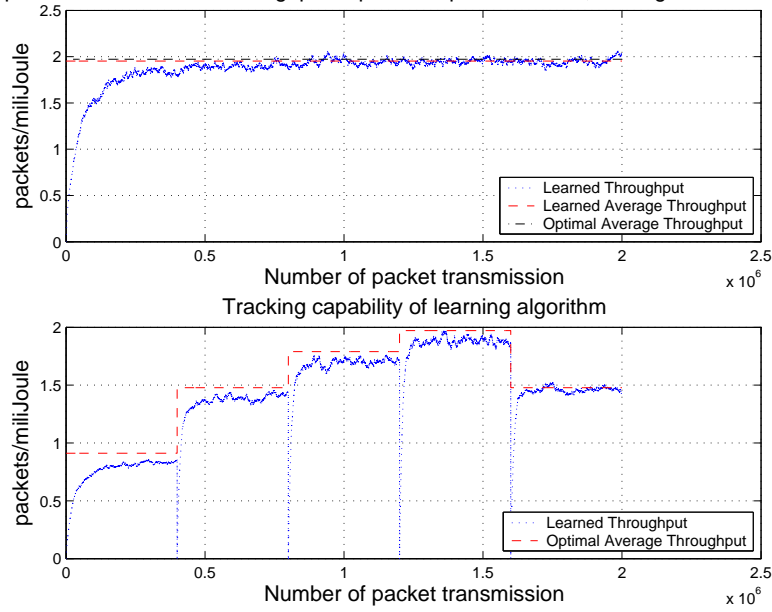 2.5
2
1.5
1
0.5
0
packets/miliJoule
0 0.5 1 1.5 2 2.5
x 10^6
Number of packet transmission
Learned Throughput
Learned Average Throughput
Optimal Average Throughput
Tracking capability of learning algorithm
2
1.5
1
0.5
0
packets/miliJoule
0 0.5 1 1.5 2 2.5
x 10^6
Number of packet transmission
Learned Throughput
Optimal Average Throughput